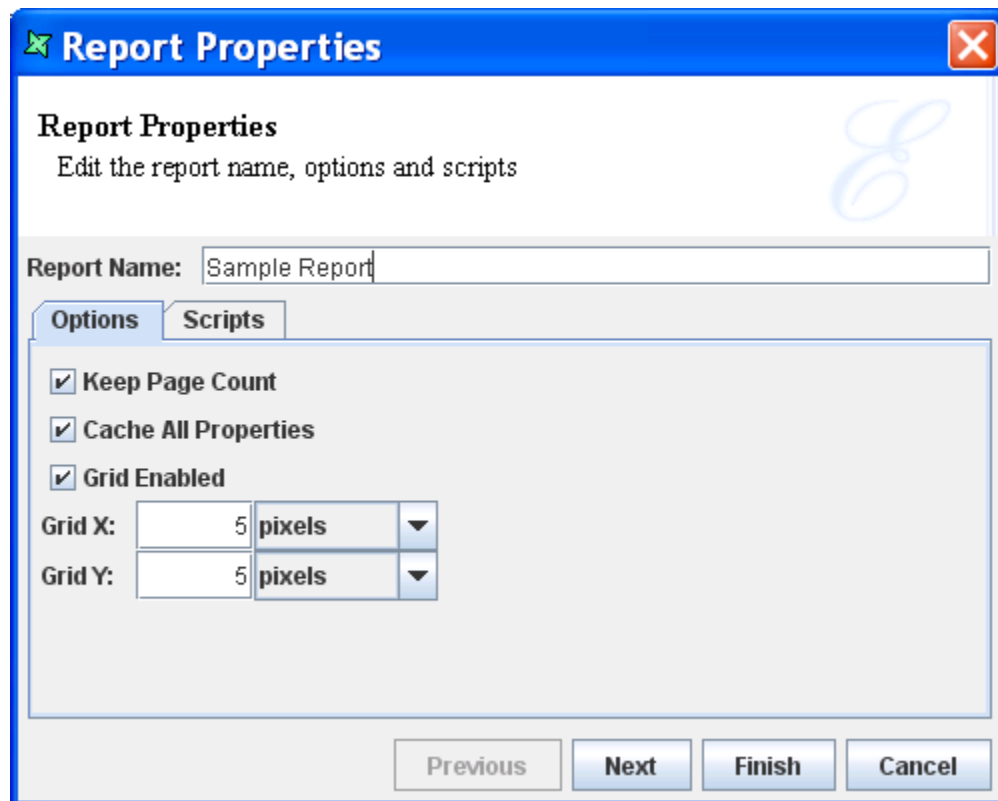 Report Properties
Report Properties
Edit the report name, options and scripts
E
Report Name: Sample Report
Options Scripts
Keep Page Count
Cache All Properties
Grid Enabled
Grid X: 5 pixels
Grid Y: 5 pixels
Previous Next Finish Cancel